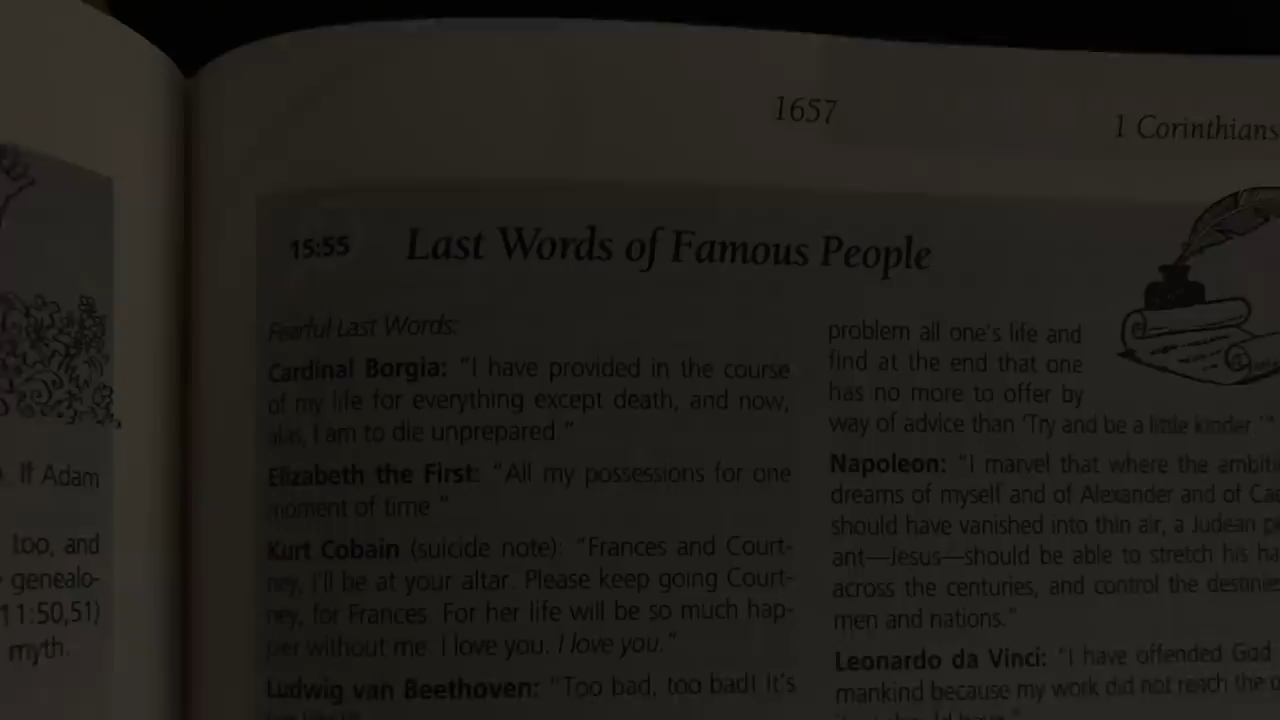 1657
1 Corinthians
15:55 Last Words of Famous People
Fearful Last Words:
Cardinal Borgia: "I have provided in the course
of my life for everything except death, and now,
alas, I am to die unprepared."
Elizabeth the First: "All my possessions for one
moment of time."
Kurt Cobain (suicide note): "Frances and Court-
ney, I'll be at your altar. Please keep going Court-
ney, for Frances. For her life will be so much hap-
pier without me. I love you. I love you."
Ludwig van Beethoven: "Too bad, too bad! It's
problem all one's life and
find at the end that one
has no more to offer by
way of advice than 'Try and be a little kinder.'"
Napoleon: "I marvel that where the
dreams of myself and of Alexander and of
should have vanished into thin air, a Judean
ant—Jesus—should be able to stretch his
across the centuries, and control the
men and nations."
Leonardo da Vinci: "I have offended God
mankind because my work did not reach the
If Adam
too, and
genealo-
11:50,51)
myth.